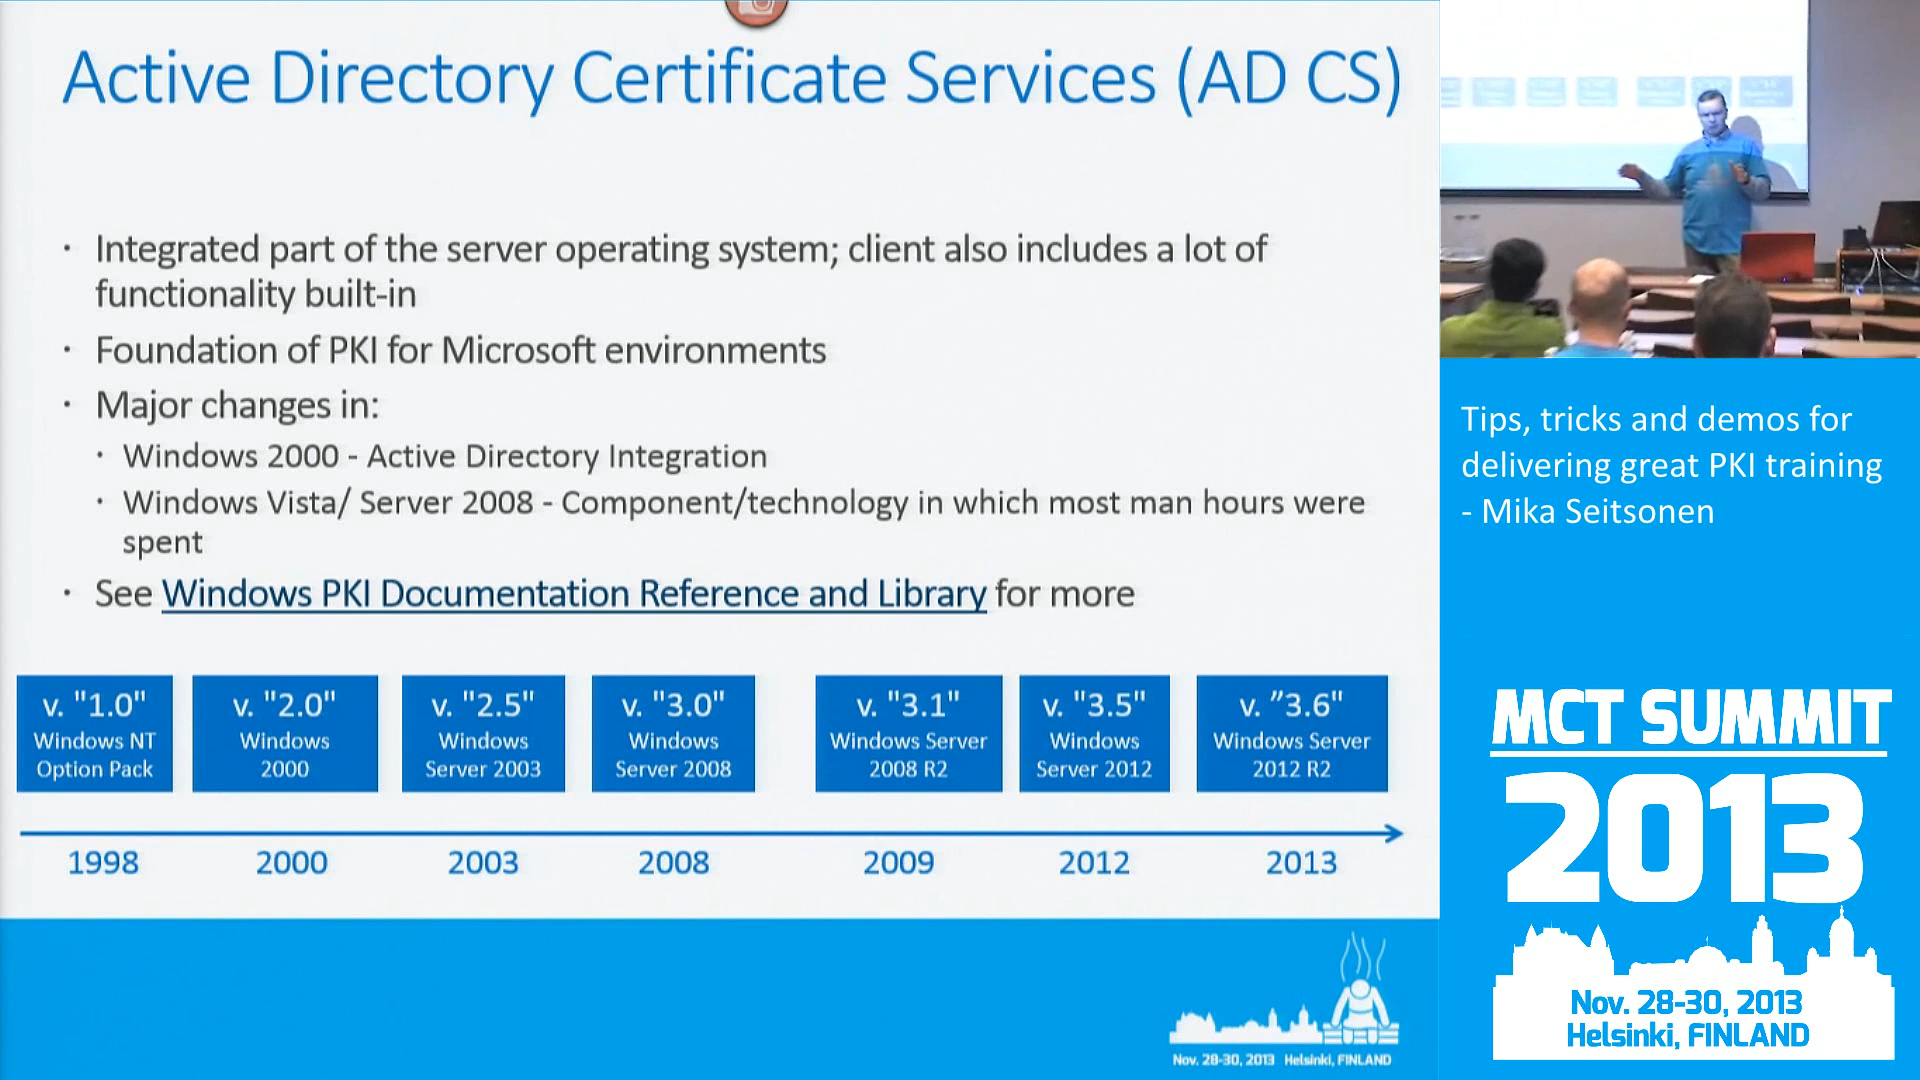 Active Directory Certificate Services (AD CS)
· Integrated part of the server operating system; client also includes a lot of
functionality built-in
· Foundation of PKI for Microsoft environments
· Major changes in:
· Windows 2000 - Active Directory Integration
· Windows Vista/ Server 2008 - Component/technology in which most man hours were
spent
· See Windows PKI Documentation Reference and Library for more
v. "1.0"
Windows NT
Option Pack
v. "2.0"
Windows
2000
v. "2.5"
Windows
Server 2003
v. "3.0"
Windows
Server 2008
v. "3.1"
Windows Server
2008 R2
v. "3.5"
Windows
Server 2012
v. ”3.6"
Windows Server
2012 R2
1998
2000
2003
2008
2009
2012
2013
Nov. 28-30, 2013 Helsinki, FINLAND
Tips, tricks and demos for
delivering great PKI training
- Mika Seitsonen
MCT SUMMIT
2013
Nov. 28-30, 2013
Helsinki, FINLAND